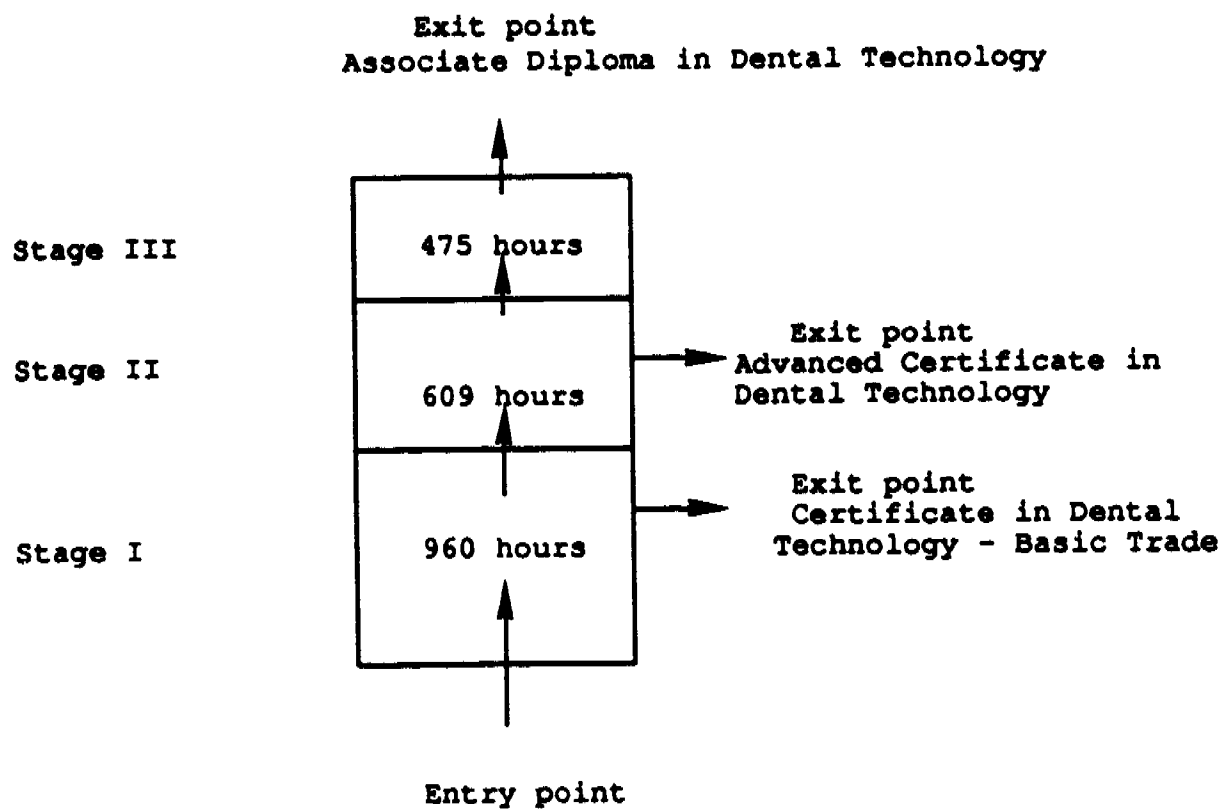 Exit point
Associate Diploma in Dental Technology
Stage III
475 hours
Stage II
609 hours
Exit point
Advanced Certificate in
Dental Technology
Stage I
960 hours
Exit point
Certificate in Dental
Technology - Basic Trade
Entry point